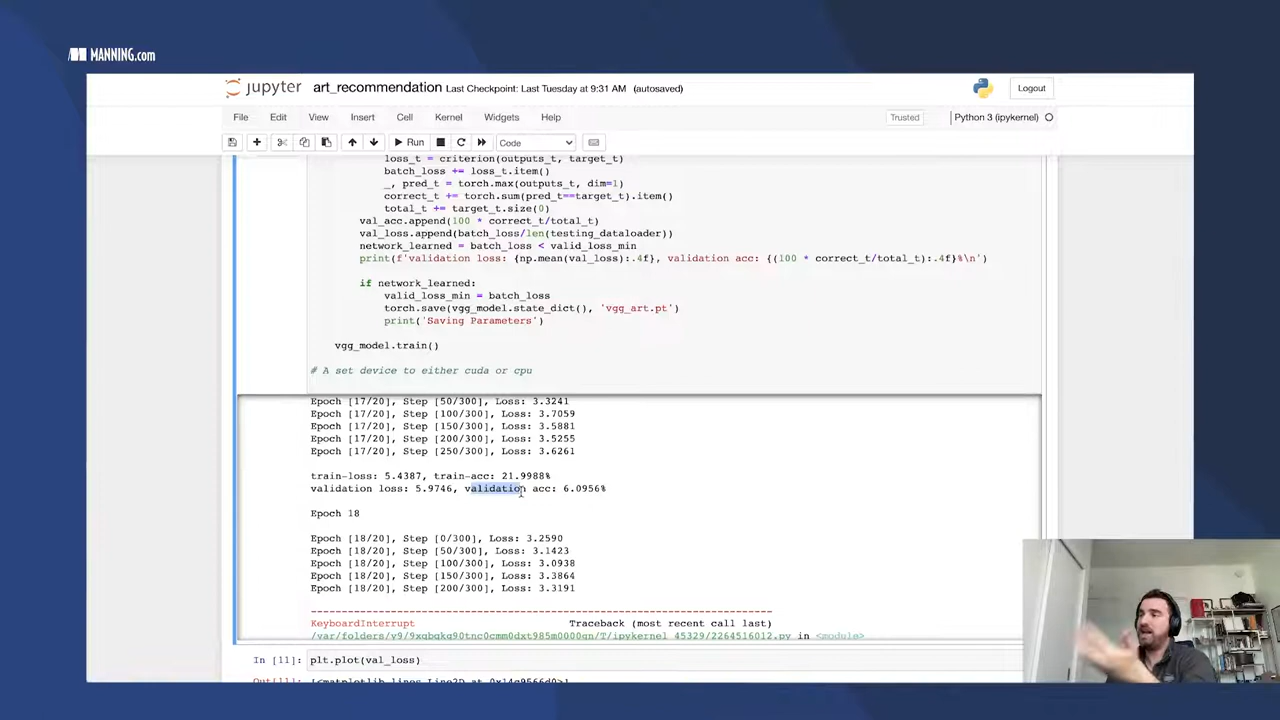 MANNING.com
jupyter art_recommendation Last Checkpoint: Last Tuesday at 9:31 AM (autosaved)
Logout
File Edit View Insert Cell Kernel Widgets Help
Trusted
Python 3 (ipykernel)
Run
Code
loss_t = criterion(outputs_t, target_t)
batch_loss += loss_t.item()
_, pred_t = torch.max(outputs_t, dim=1)
correct_t += torch.sum(pred_t==target_t).item()
total_t += target_t.size(0)
val_acc.append(100 * correct_t/total_t)
val_loss.append(batch_loss/len(testing_dataloader))
network_learned = batch_loss < valid_loss_min
print(f'validation loss: {np.mean(val_loss):.4f}, validation acc: {(100 * correct_t/total_t):.4f}%\n')
if network_learned:
valid_loss_min = batch_loss
torch.save(vgg_model.state_dict(), 'vgg_art.pt')
print('Saving Parameters')
vgg_model.train()
# A set device to either cuda or cpu
Epoch [17/20], Step [50/300], Loss: 3.3241
Epoch [17/20], Step [100/300], Loss: 3.7059
Epoch [17/20], Step [150/300], Loss: 3.5881
Epoch [17/20], Step [200/300], Loss: 3.5255
Epoch [17/20], Step [250/300], Loss: 3.6261
train-loss: 5.4387, train-acc: 21.9988%
validation loss: 5.9746, validation acc: 6.0956%
Epoch 18
Epoch [18/20], Step [0/300], Loss: 3.2590
Epoch [18/20], Step [50/300], Loss: 3.1423
Epoch [18/20], Step [100/300], Loss: 3.0938
Epoch [18/20], Step [150/300], Loss: 3.3864
Epoch [18/20], Step [200/300], Loss: 3.3191
---------------------------------------------------------------------------
KeyboardInterrupt Traceback (most recent call last)
in <module>
In [11]: plt.plot(val_loss)